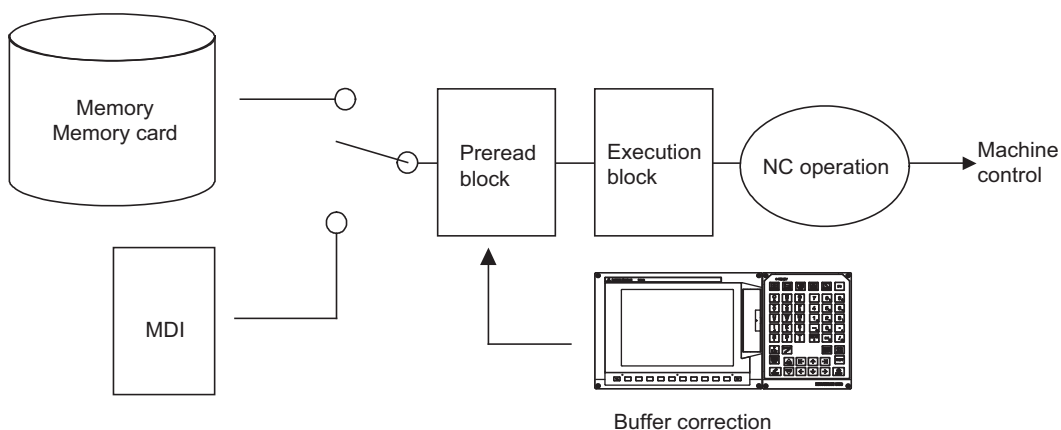 Memory
Memory card
Preread
block
Execution
block
NC operation
Machine
control
MDI
Buffer correction